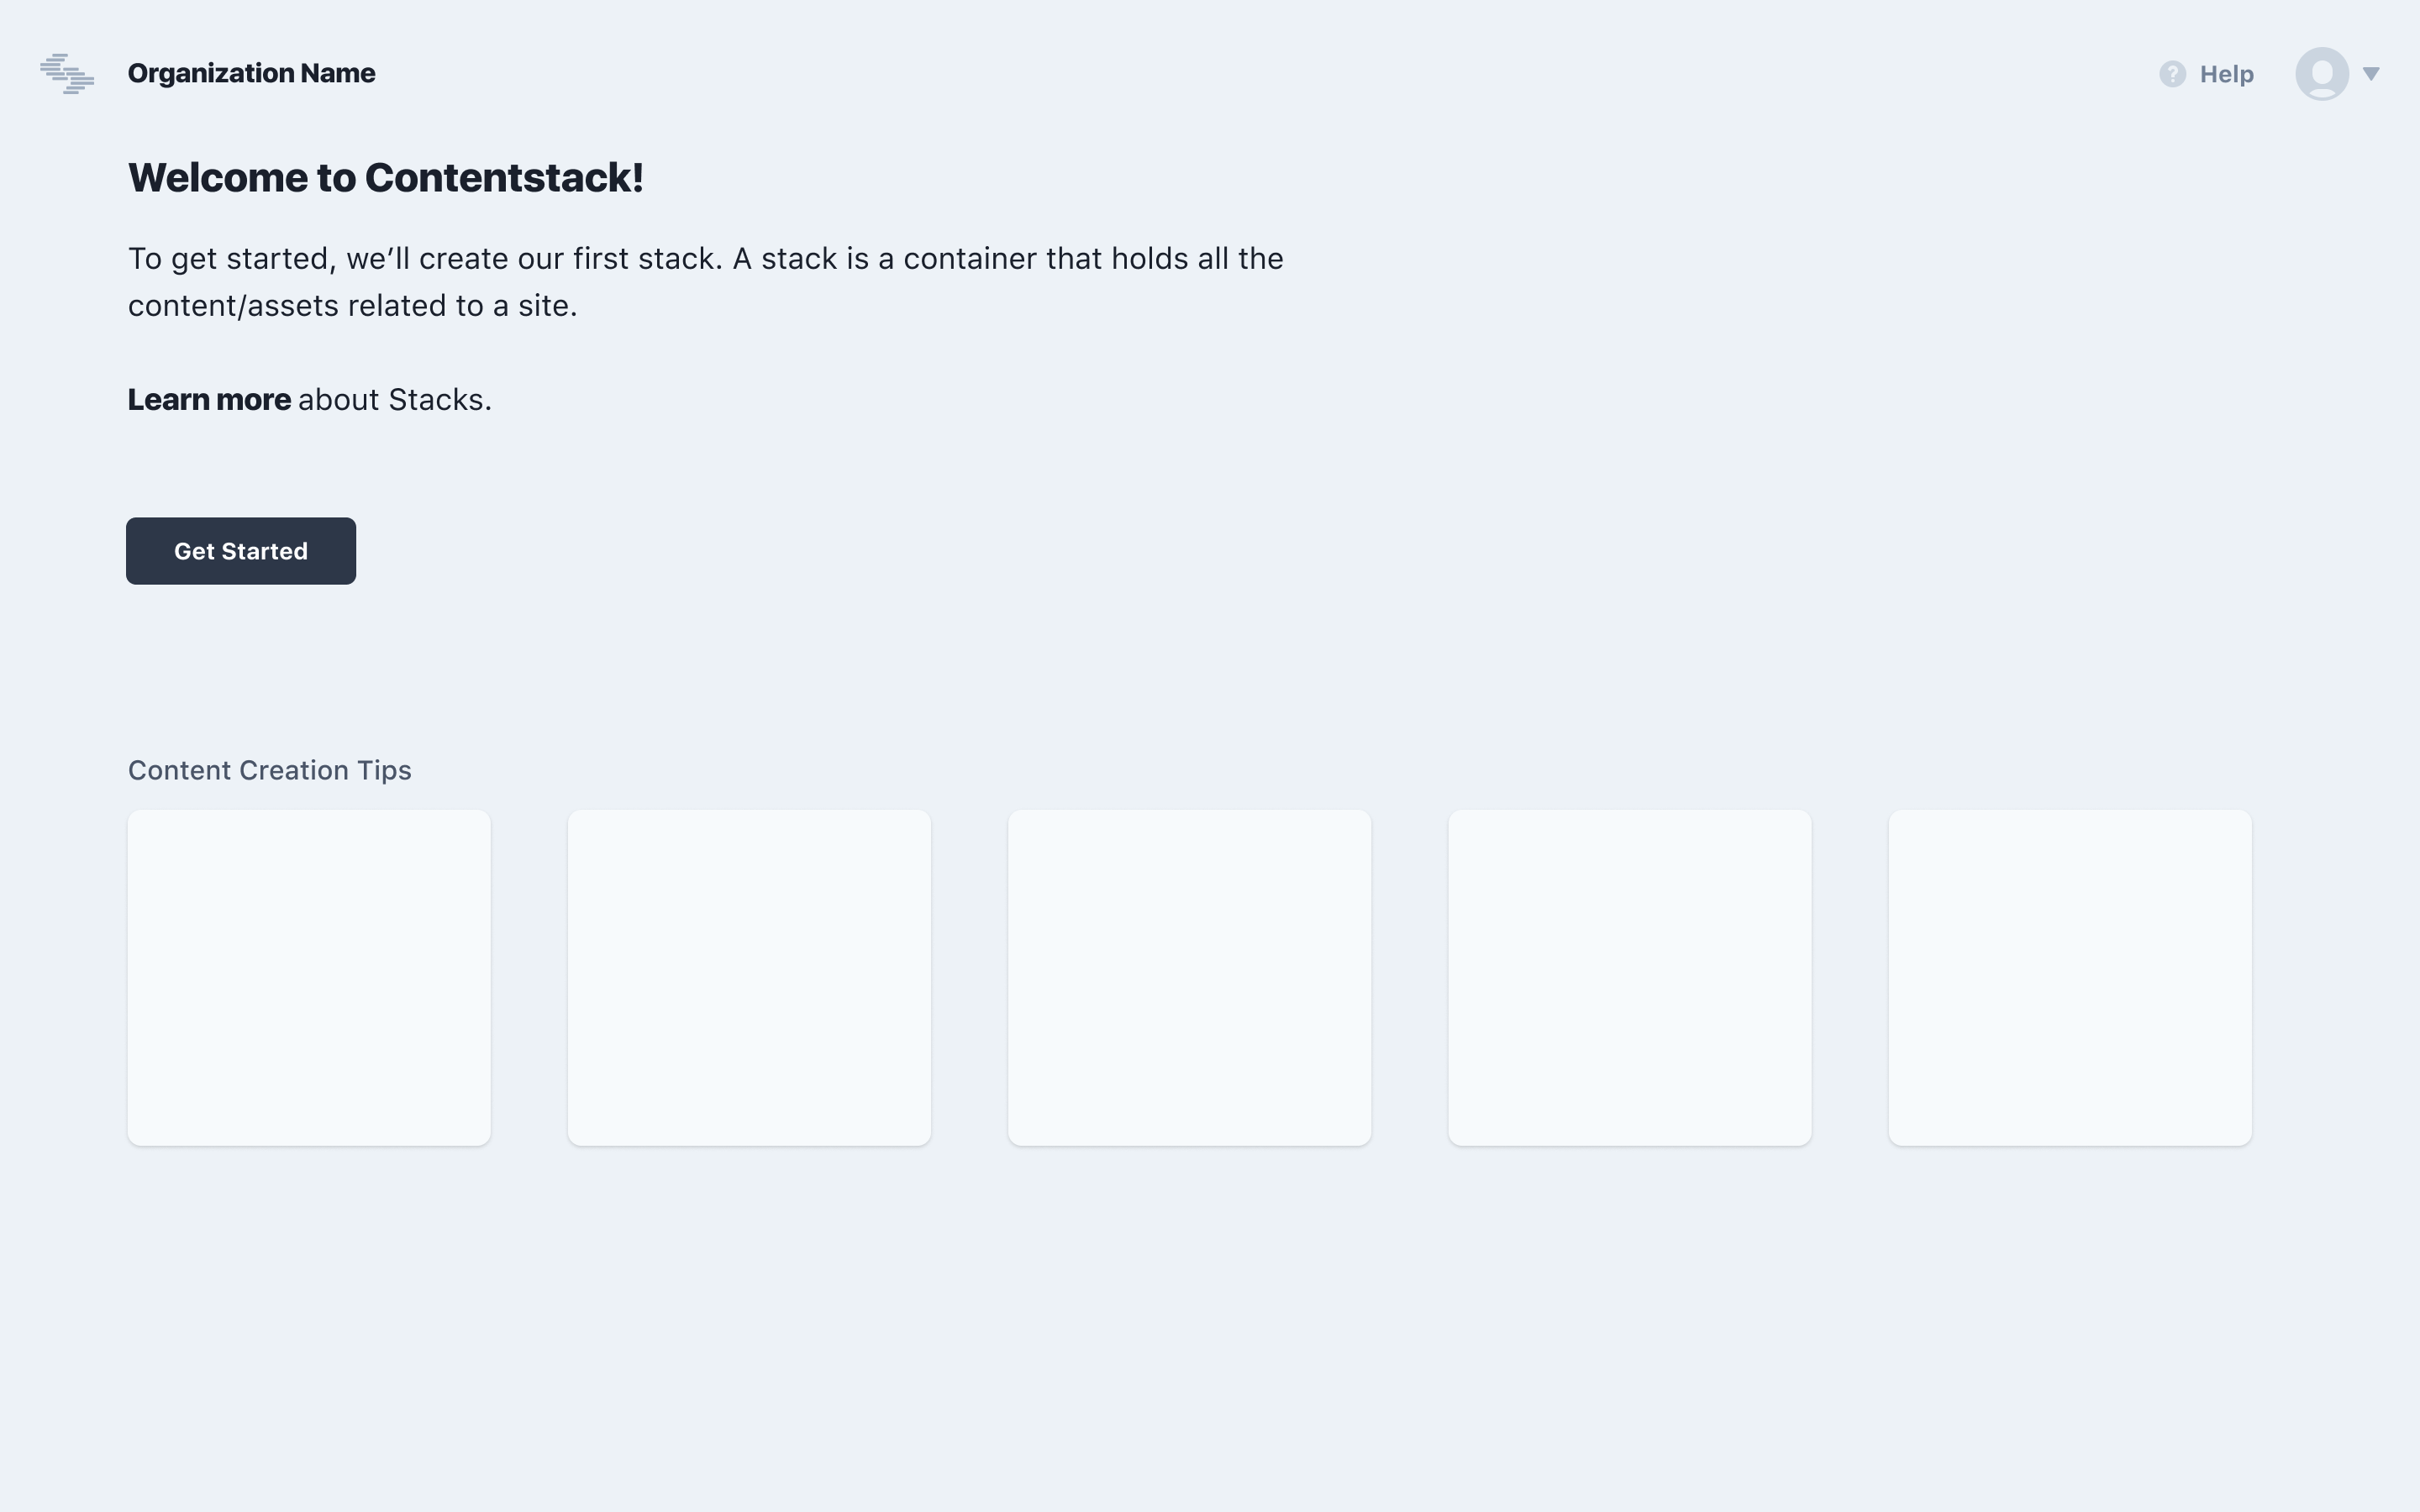 Organization Name
? Help
Welcome to Contentstack!
To get started, we’ll create our first stack. A stack is a container that holds all the
content/assets related to a site.
Learn more about Stacks.
Get Started
Content Creation Tips